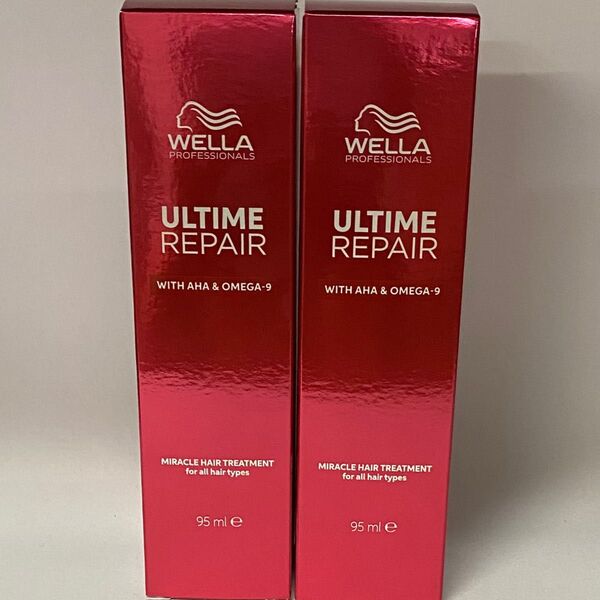 WELLA
PROFESSIONALS
ULTIME
REPAIR
WITH AHA & OMEGA-9
MIRACLE HAIR TREATMENT
for all hair types
95 ml ℮
WELLA
PROFESSIONALS
ULTIME
REPAIR
WITH AHA & OMEGA-9
MIRACLE HAIR TREATMENT
for all hair types
95 ml ℮